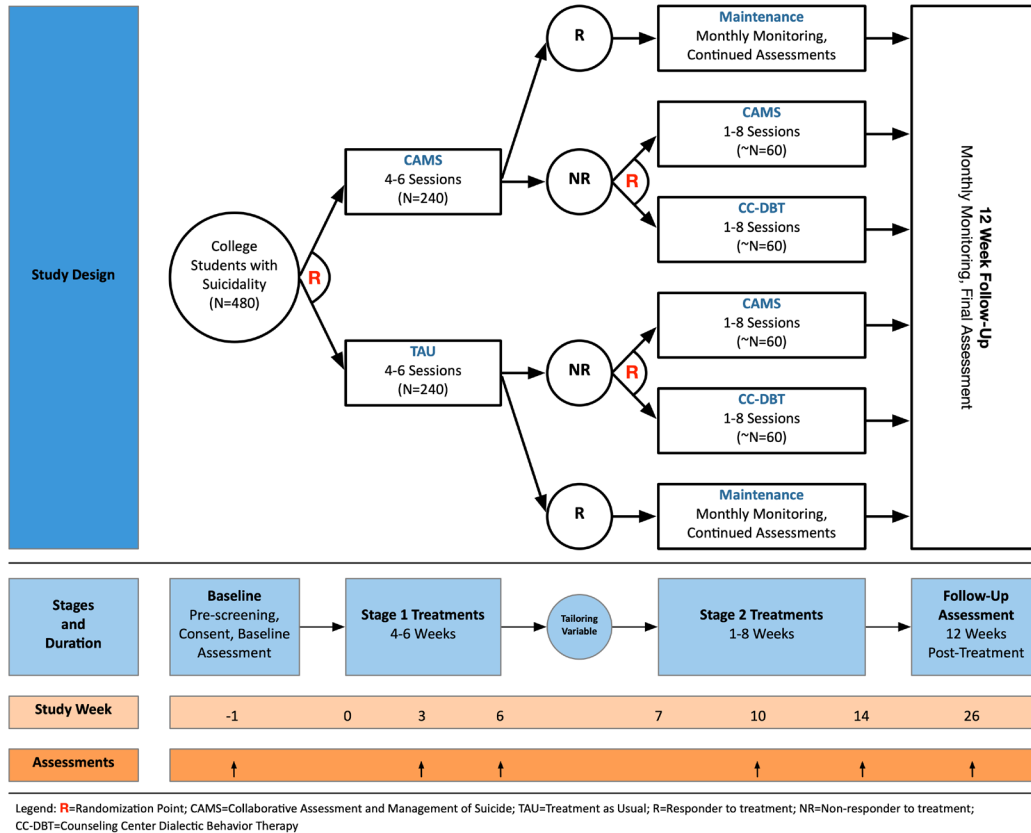 Study Design
College
Students with
Suicidality
(N=480)
R
CAMS
4-6 Sessions
(N=240)
TAU
4-6 Sessions
(N=240)
R
NR
R
NR
R
R
Maintenance
Monthly Monitoring,
Continued Assessments
CAMS
1-8 Sessions
(~N=60)
CC-DBT
1-8 Sessions
(~N=60)
CAMS
1-8 Sessions
(~N=60)
CC-DBT
1-8 Sessions
(~N=60)
Maintenance
Monthly Monitoring,
Continued Assessments
12 Week Follow-Up
Monthly Monitoring, Final Assessment
Stages
and
Duration
Baseline
Pre-screening,
Consent, Baseline
Assessment
Stage 1 Treatments
4-6 Weeks
Tailoring
Variable
Stage 2 Treatments
1-8 Weeks
Follow-Up
Assessment
12 Weeks
Post-Treatment
Study Week
-1 0 3 6 7 10 14 26
Assessments
Legend: R=Randomization Point; CAMS=Collaborative Assessment and Management of Suicide; TAU=Treatment as Usual; R=Responder to treatment; NR=Non-responder to treatment;
CC-DBT=Counseling Center Dialectic Behavior Therapy